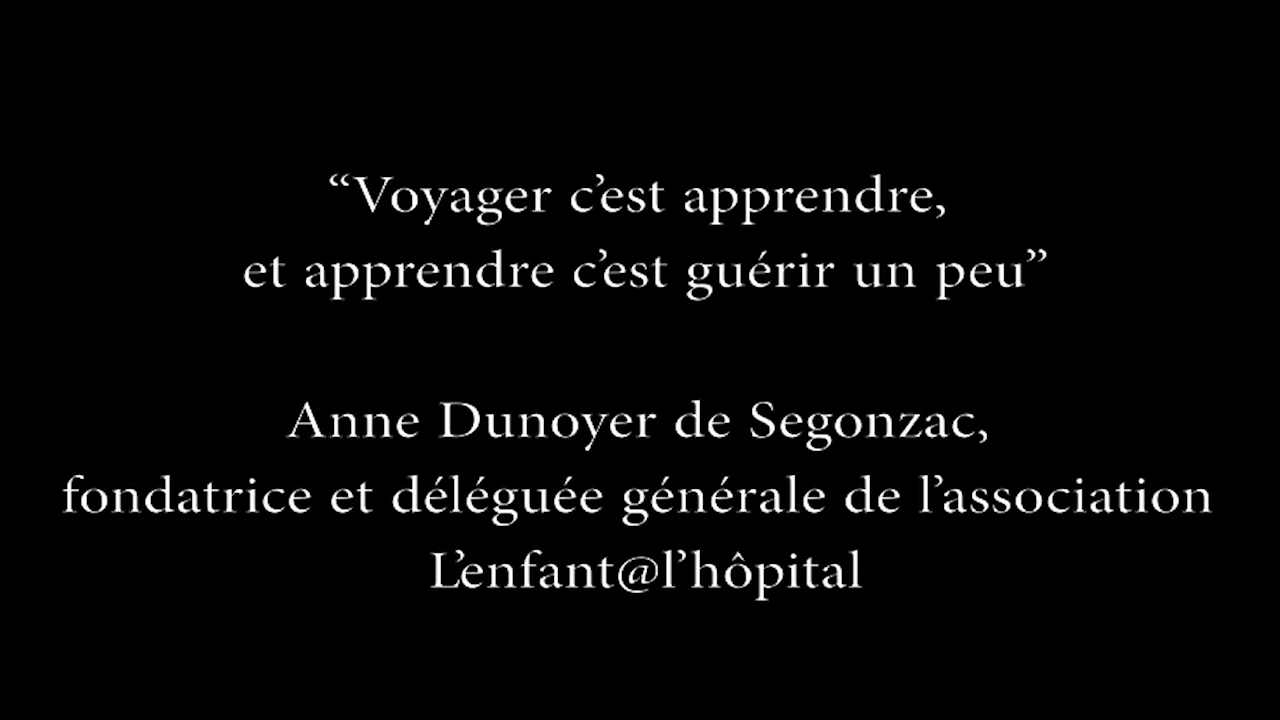 “Voyager c’est apprendre,
et apprendre c’est guérir un peu”
Anne Dunoyer de Segonzac,
fondatrice et déléguée générale de l’association
L’enfant@l’hôpital